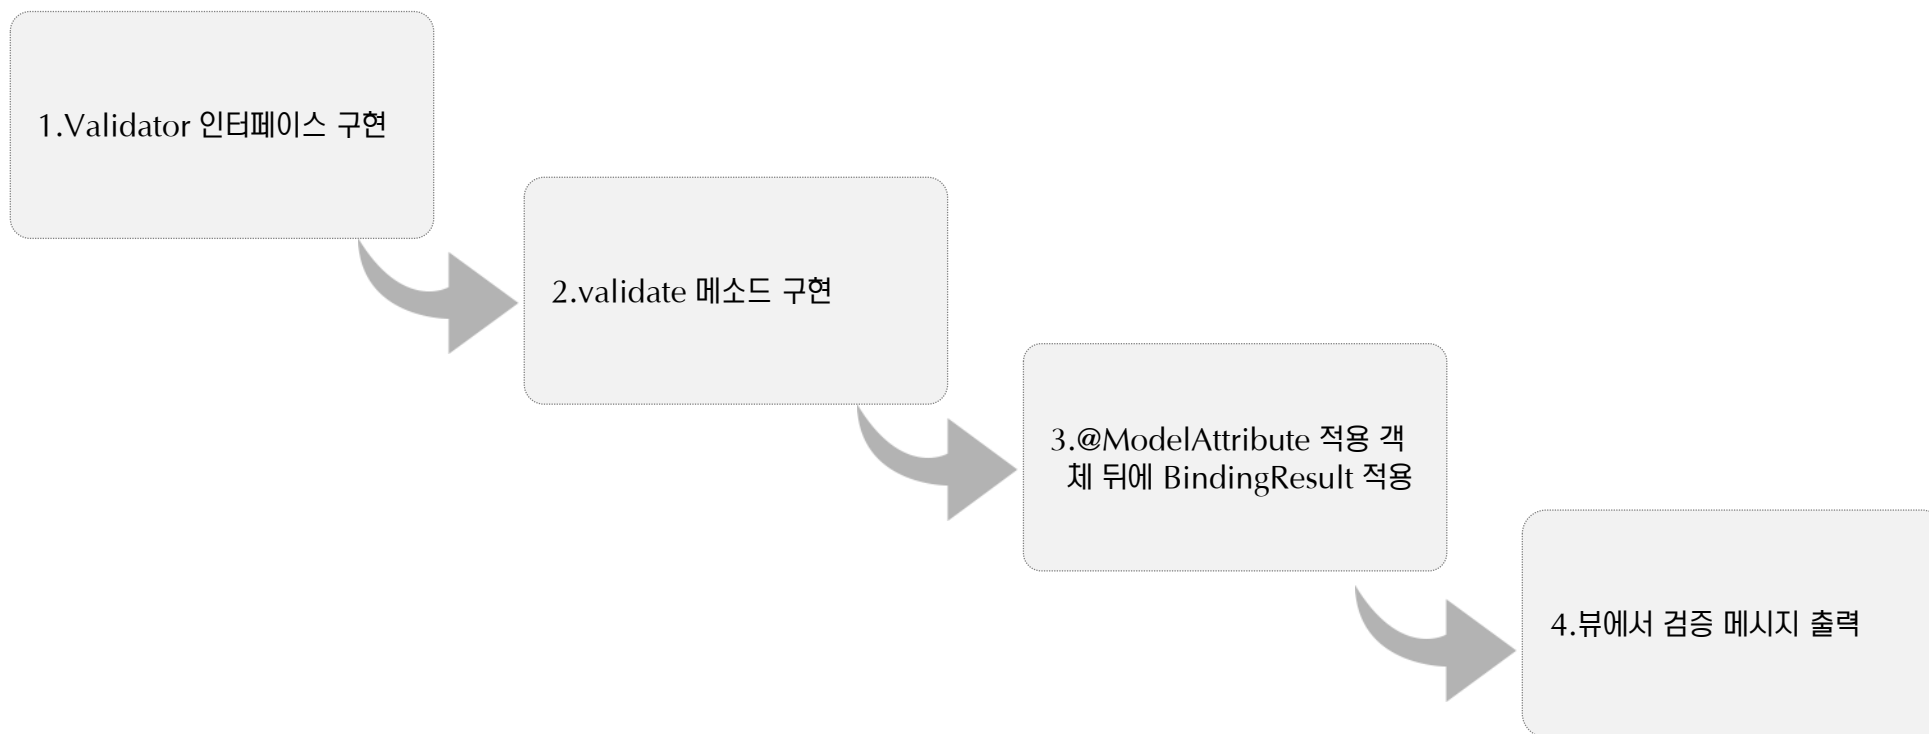 1.Validator 인터페이스 구현
2.validate 메소드 구현
3.@ModelAttribute 적용 객
체 뒤에 BindingResult 적용
4.뷰에서 검증 메시지 출력